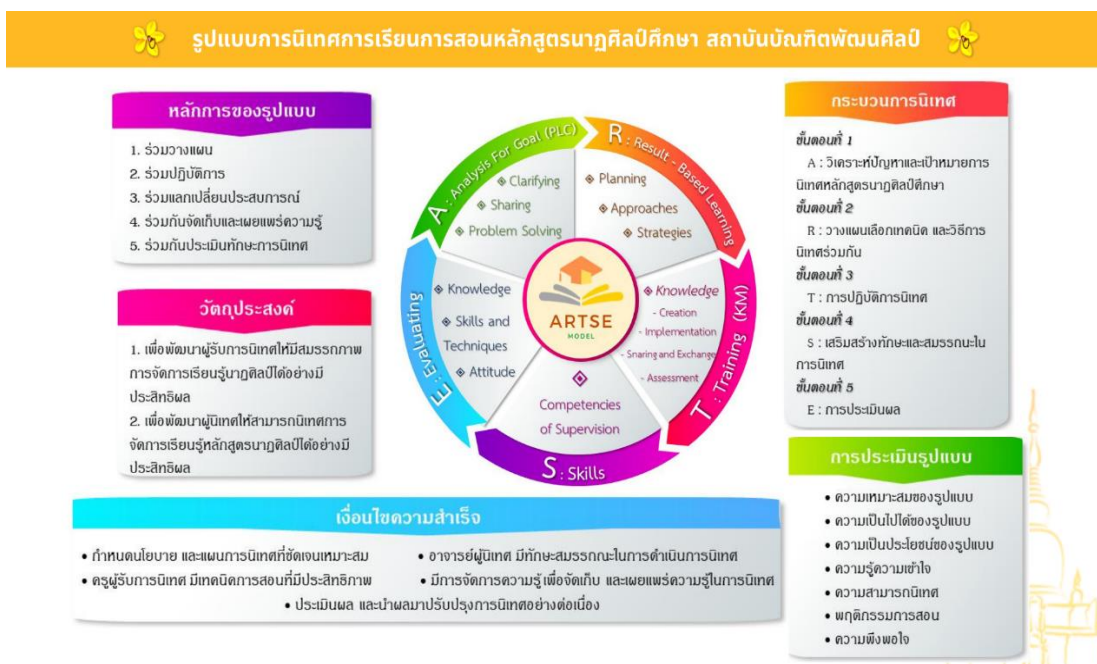 รูปแบบการนิเทศการเรียนการสอนหลักสูตรนาฏศิลป์ศึกษา สถาบันบัณฑิตพัฒนศิลป์
หลักการของรูปแบบ
1. ร่วมวางแผน
2. ร่วมปฏิบัติการ
3. ร่วมแลกเปลี่ยนประสบการณ์
4. ร่วมกันจัดเก็บและเผยแพร่ความรู้
5. ร่วมกันประเมินทักษะการนิเทศ
วัตถุประสงค์
1. เพื่อพัฒนาผู้รับการนิเทศให้มีสมรรถภาพ
การจัดการเรียนรู้นาฏศิลป์ได้อย่างมี
ประสิทธิผล
2. เพื่อพัฒนาผู้นิเทศให้สามารถนิเทศการ
จัดการเรียนรู้หลักสูตรนาฏศิลป์ได้อย่างมี
ประสิทธิผล
A : Analysis For Goal (PLC)
◈ Clarifying
◈ Sharing
◈ Problem Solving
R : Result - Based Learning
◈ Planning
◈ Approaches
◈ Strategies
T : Training (KM)
◈ Knowledge
- Creation
- Implementation
- Snaring and Exchange
- Assessment
S : Skills
◈
Competencies
of Supervision
E : Evaluating
◈ Knowledge
◈ Skills and
Techniques
◈ Attitude
ARTSE
MODEL
กระบวนการนิเทศ
ขั้นตอนที่ 1
A : วิเคราะห์ปัญหาและเป้าหมายการ
นิเทศหลักสูตรนาฏศิลป์ศึกษา
ขั้นตอนที่ 2
R : วางแผนเลือกเทคนิค และวิธีการ
นิเทศร่วมกัน
ขั้นตอนที่ 3
T : การปฏิบัติการนิเทศ
ขั้นตอนที่ 4
S : เสริมสร้างทักษะและสมรรถนะใน
การนิเทศ
ขั้นตอนที่ 5
E : การประเมินผล
การประเมินรูปแบบ
• ความเหมาะสมของรูปแบบ
• ความเป็นไปได้ของรูปแบบ
• ความเป็นประโยชน์ของรูปแบบ
• ความรู้ความเข้าใจ
• ความสามารถนิเทศ
• พฤติกรรมการสอน
• ความพึงพอใจ
เงื่อนไขความสำเร็จ
• กำหนดนโยบาย และแผนการนิเทศที่ชัดเจนเหมาะสม
• อาจารย์ผู้นิเทศ มีทักษะสมรรถณะในการดำเนินการนิเทศ
• ครูผู้รับการนิเทศ มีเทคนิคการสอนที่มีประสิทธิภาพ
• มีการจัดการความรู้ เพื่อจัดเก็บ และเผยแพร่ความรู้ในการนิเทศ
• ประเมินผล และนำผลมาปรับปรุงการนิเทศอย่างต่อเนื่อง